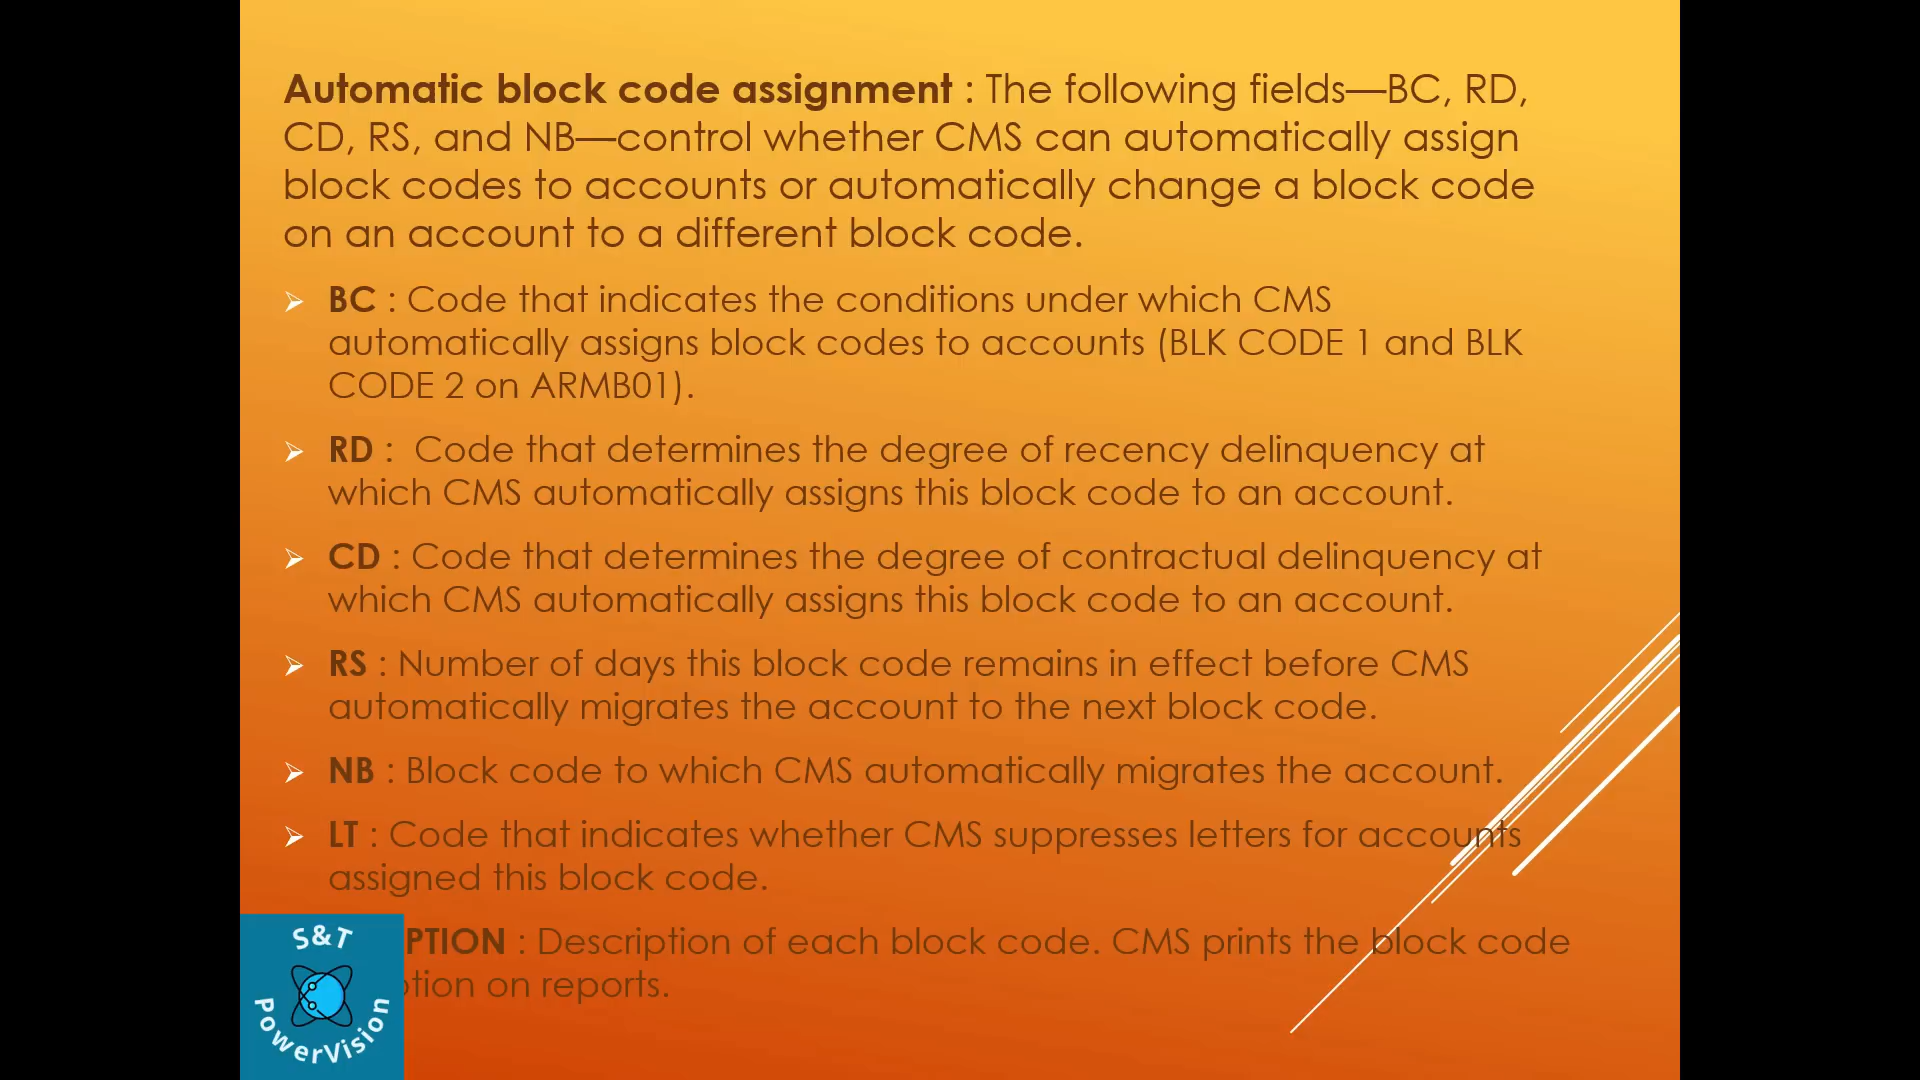 Automatic block code assignment : The following fields—BC, RD,
CD, RS, and NB—control whether CMS can automatically assign
block codes to accounts or automatically change a block code
on an account to a different block code.
BC : Code that indicates the conditions under which CMS
automatically assigns block codes to accounts (BLK CODE 1 and BLK
CODE 2 on ARMB01).
RD :  Code that determines the degree of recency delinquency at
which CMS automatically assigns this block code to an account.
CD : Code that determines the degree of contractual delinquency at
which CMS automatically assigns this block code to an account.
RS : Number of days this block code remains in effect before CMS
automatically migrates the account to the next block code.
NB : Block code to which CMS automatically migrates the account.
LT : Code that indicates whether CMS suppresses letters for accounts
assigned this block code.
PTION : Description of each block code. CMS prints the block code
otion on reports.
S&T
PowerVision